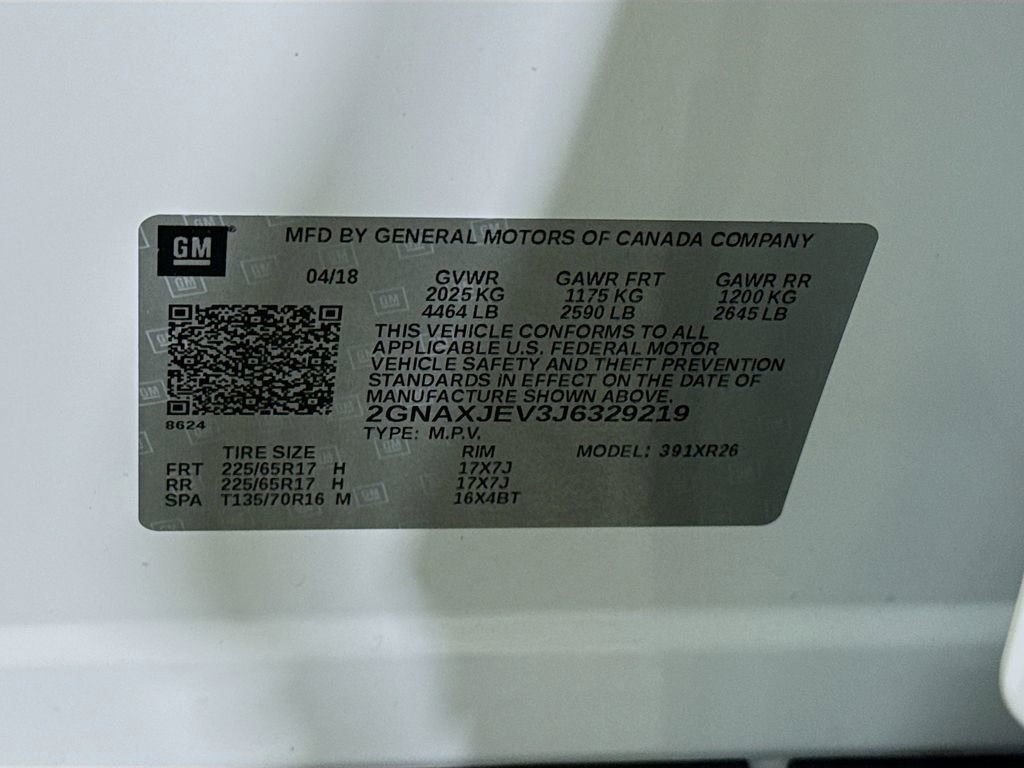 GM
MFD BY GENERAL MOTORS OF CANADA COMPANY
04/18 GVWR GAWR FRT GAWR RR
2025 KG 1175 KG 1200 KG
4464 LB 2590 LB 2645 LB
THIS VEHICLE CONFORMS TO ALL
APPLICABLE U.S. FEDERAL MOTOR
VEHICLE SAFETY AND THEFT PREVENTION
STANDARDS IN EFFECT ON THE DATE OF
MANUFACTURE SHOWN ABOVE.
2GNAXJEV3J6329219
8624
TYPE: M.P.V.
TIRE SIZE RIM MODEL: 391XR26
FRT 225/65R17 H 17X7J
RR 225/65R17 H 17X7J
SPA T135/70R16 M 16X4BT